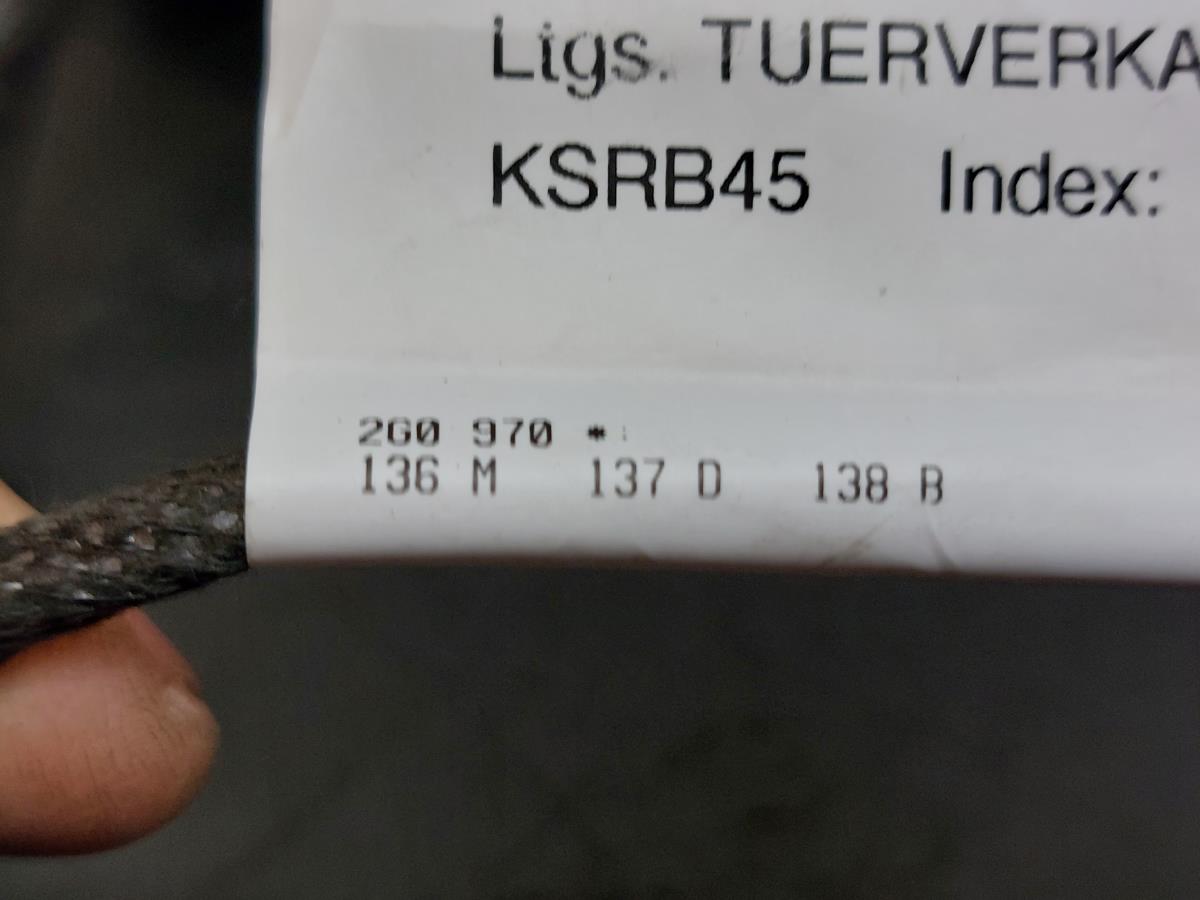 Ltgs. TUERVERKA
KSRB45 Index:
2G0 970 *
136 M 137 D 138 B